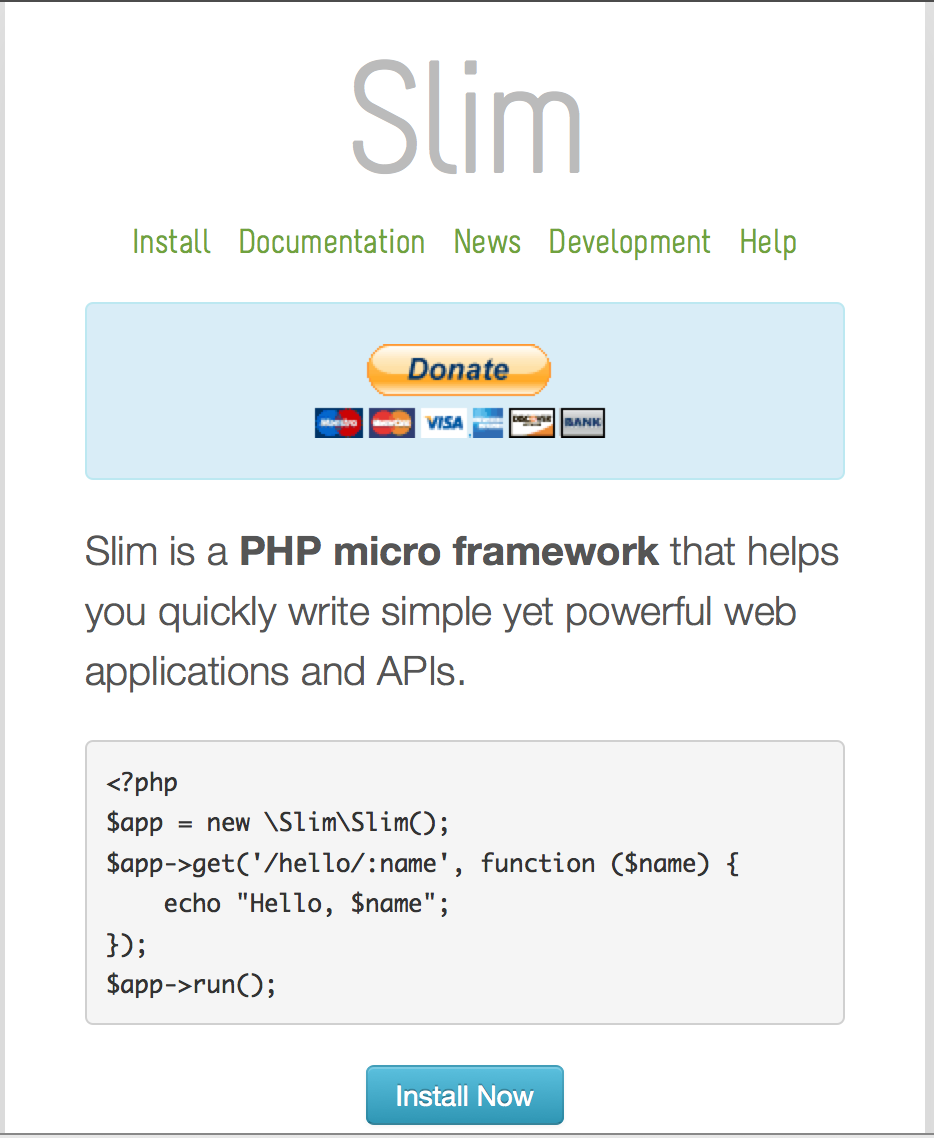 Slim
Install Documentation News Development Help
Donate
Maestro MasterCard VISA DISCOVER BANK
Slim is a PHP micro framework that helps
you quickly write simple yet powerful web
applications and APIs.
<?php
$app = new \Slim\Slim();
$app->get('/hello/:name', function ($name) {
    echo "Hello, $name";
});
$app->run();
Install Now